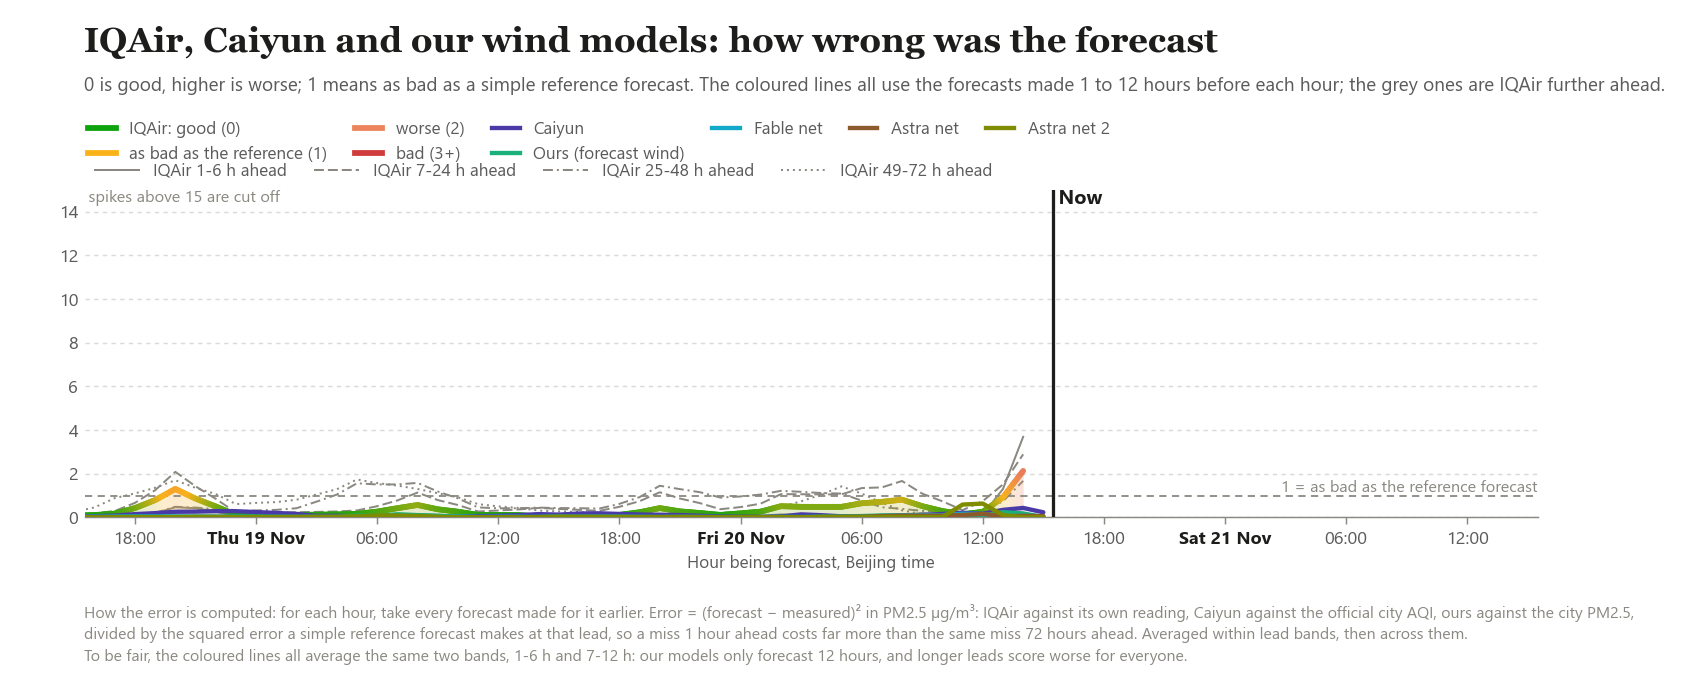 IQAir, Caiyun and our wind models: how wrong was the forecast
0 is good, higher is worse; 1 means as bad as a simple reference forecast. The coloured lines all use the forecasts made 1 to 12 hours before each hour; the grey ones are IQAir further ahead.
IQAir: good (0) worse (2) Caiyun Fable net Astra net Astra net 2
as bad as the reference (1) bad (3+) Ours (forecast wind)
IQAir 1-6 h ahead IQAir 7-24 h ahead IQAir 25-48 h ahead IQAir 49-72 h ahead
spikes above 15 are cut off
Now
14
12
10
8
6
4
2
1 = as bad as the reference forecast
0
18:00 Thu 19 Nov 06:00 12:00 18:00 Fri 20 Nov 06:00 12:00 18:00 Sat 21 Nov 06:00 12:00
Hour being forecast, Beijing time
How the error is computed: for each hour, take every forecast made for it earlier. Error = (forecast − measured)² in PM2.5 µg/m³: IQAir against its own reading, Caiyun against the official city AQI, ours against the city PM2.5,
divided by the squared error a simple reference forecast makes at that lead, so a miss 1 hour ahead costs far more than the same miss 72 hours ahead. Averaged within lead bands, then across them.
To be fair, the coloured lines all average the same two bands, 1-6 h and 7-12 h: our models only forecast 12 hours, and longer leads score worse for everyone.